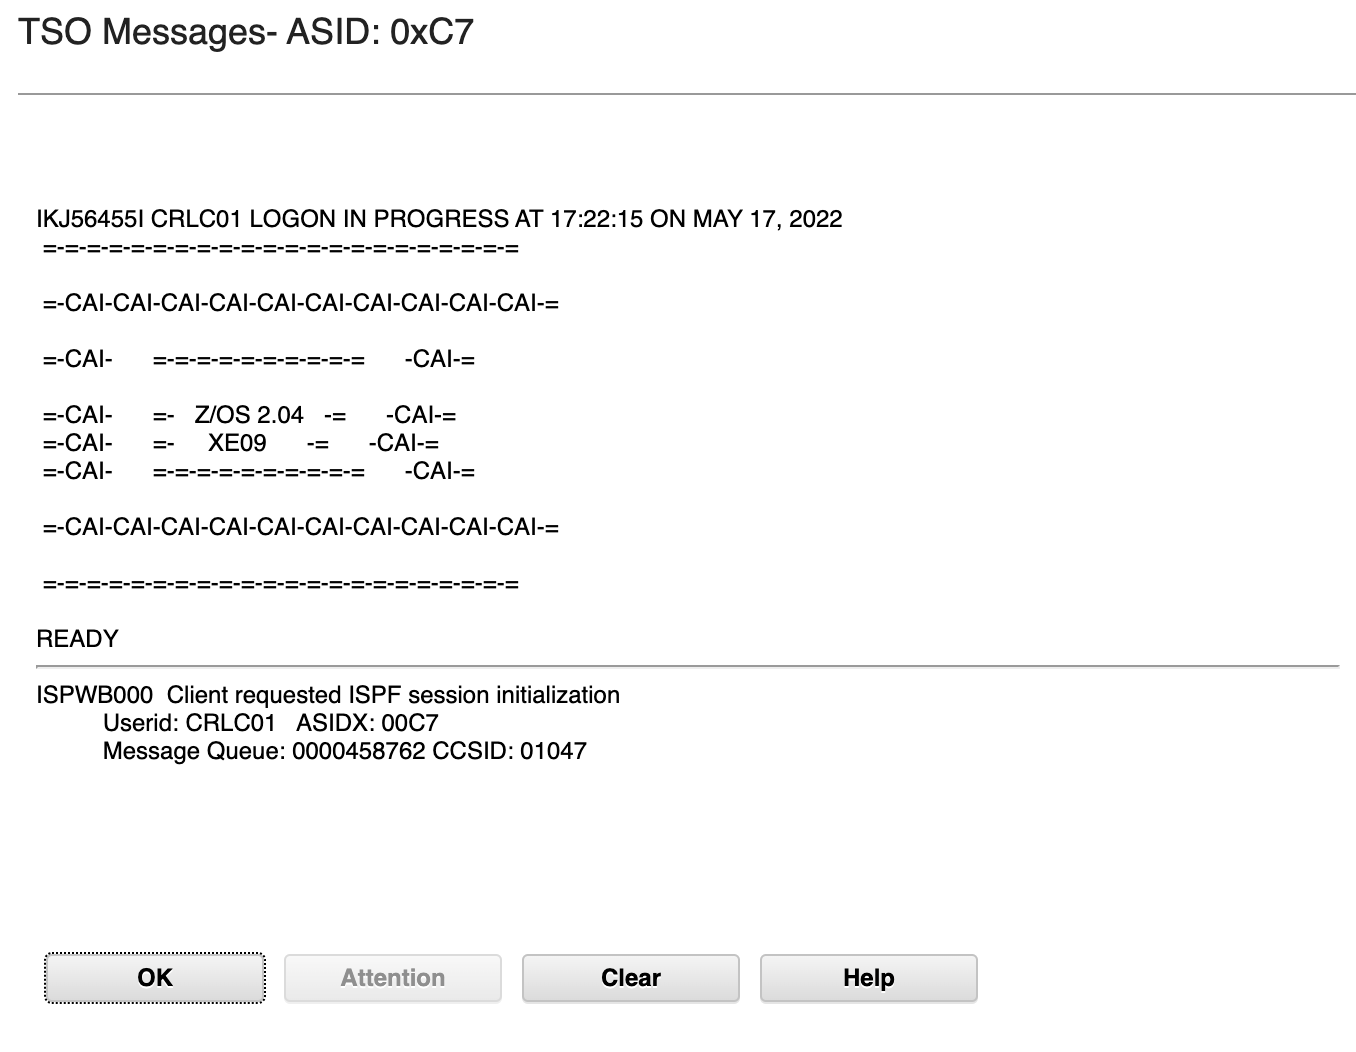 TSO Messages- ASID: 0xC7
IKJ56455I CRLC01 LOGON IN PROGRESS AT 17:22:15 ON MAY 17, 2022
=-=-=-=-=-=-=-=-=-=-=-=-=-=-=-=-=-=-=-=-=-=
=-CAI-CAI-CAI-CAI-CAI-CAI-CAI-CAI-CAI-CAI-=
=-CAI-      =-=-=-=-=-=-=-=-=-=      -CAI-=
=-CAI-      =-   Z/OS 2.04   -=      -CAI-=
=-CAI-      =-     XE09      -=      -CAI-=
=-CAI-      =-=-=-=-=-=-=-=-=-=      -CAI-=
=-CAI-CAI-CAI-CAI-CAI-CAI-CAI-CAI-CAI-CAI-=
=-=-=-=-=-=-=-=-=-=-=-=-=-=-=-=-=-=-=-=-=-=
READY
ISPWB000  Client requested ISPF session initialization
Userid: CRLC01   ASIDX: 00C7
Message Queue: 0000458762 CCSID: 01047
OK
Attention
Clear
Help